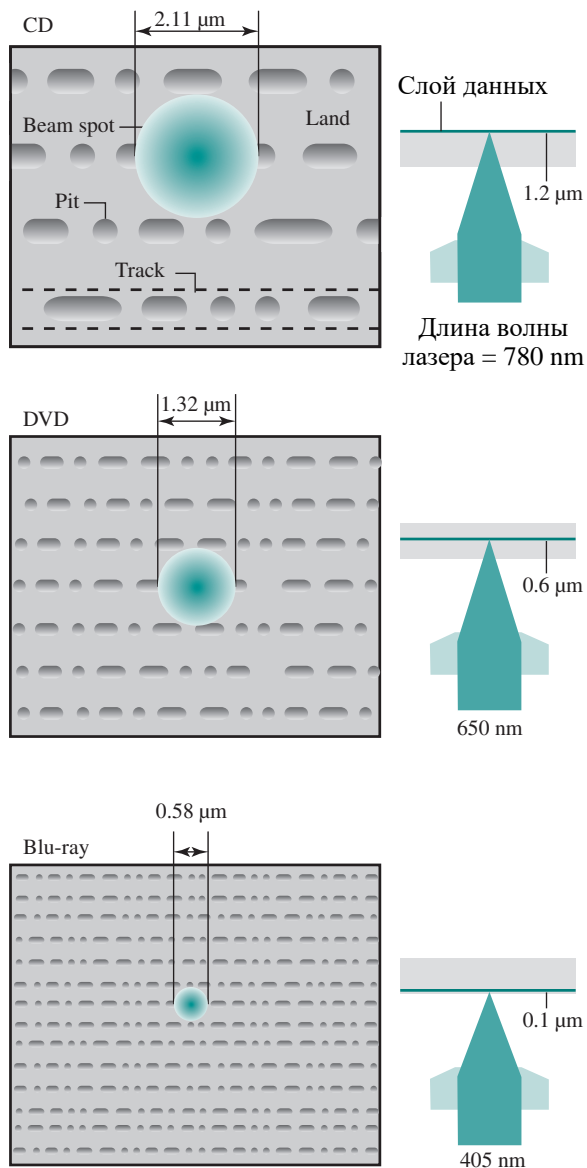 CD
2.11 μm
Beam spot
Land
Pit
Track
Слой данных
1.2 μm
Длина волны
лазера = 780 nm
DVD
1.32 μm
0.6 μm
650 nm
Blu-ray
0.58 μm
0.1 μm
405 nm